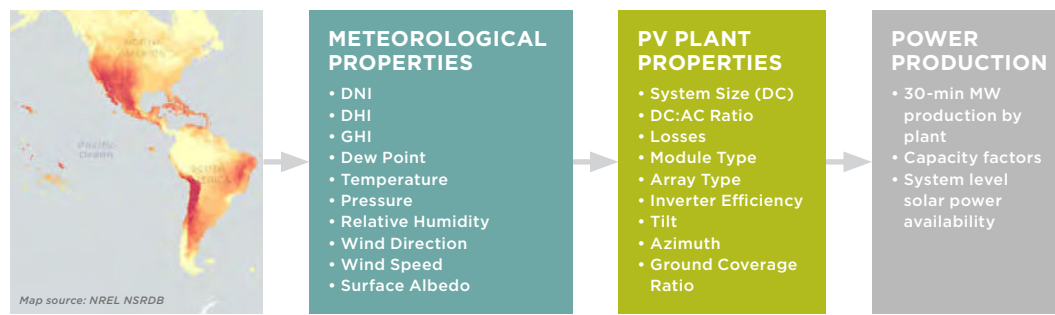 NORTH
AMERICA
Pacific
Ocean
SOUTH
AMERICA
Map source: NREL NSRDB
METEOROLOGICAL
PROPERTIES
• DNI
• DHI
• GHI
• Dew Point
• Temperature
• Pressure
• Relative Humidity
• Wind Direction
• Wind Speed
• Surface Albedo
PV PLANT
PROPERTIES
• System Size (DC)
• DC:AC Ratio
• Losses
• Module Type
• Array Type
• Inverter Efficiency
• Tilt
• Azimuth
• Ground Coverage
Ratio
POWER
PRODUCTION
• 30-min MW
production by
plant
• Capacity factors
• System level
solar power
availability